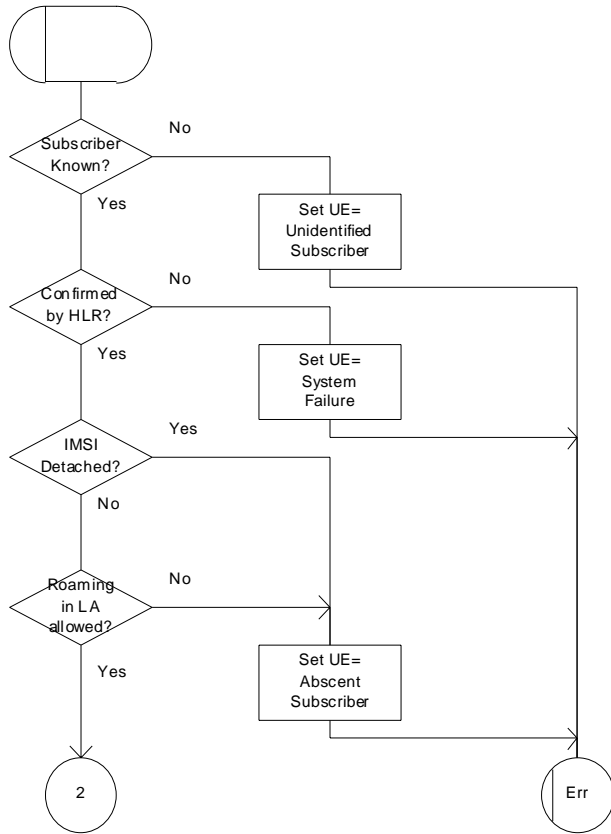 No
Subscriber
Known?
Yes
Set UE=
Unidentified
Subscriber
No
Confirmed
by HLR?
Yes
Set UE=
System
Failure
Yes
IMSI
Detached?
No
No
Roaming
in LA
allowed?
Yes
Set UE=
Abscent
Subscriber
2
Err